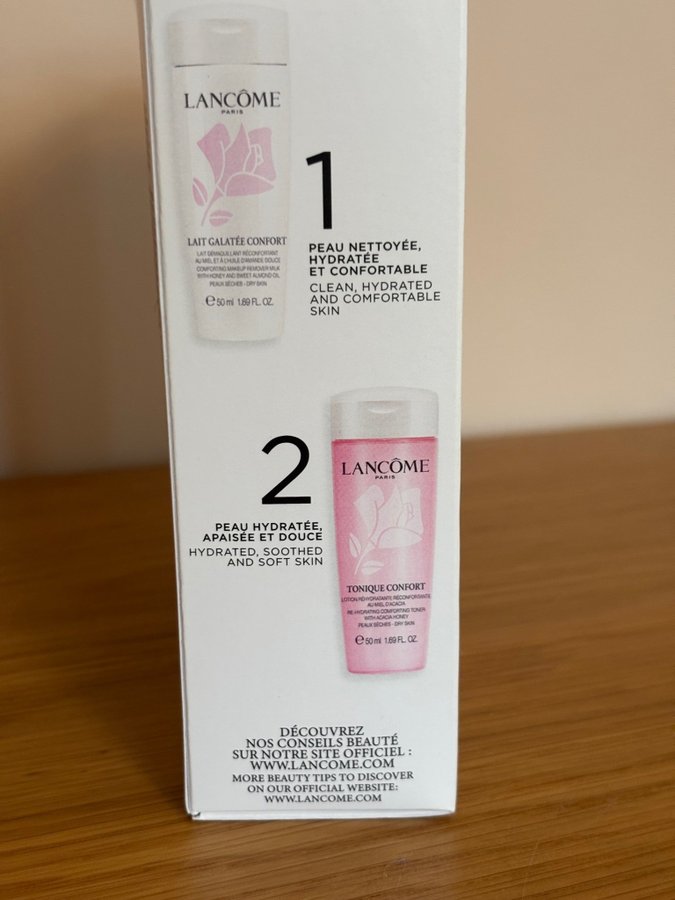 LANCÔME
PARIS
LAIT GALATÉE CONFORT
LAIT DÉMAQUILLANT RÉCONFORTANT
AU MIEL ET À L'HUILE D'AMANDE DOUCE
COMFORTING MAKEUP REMOVER MILK
WITH HONEY AND SWEET ALMOND OIL
PEAUX SÈCHES - DRY SKIN
℮ 50 ml 1.69 FL. OZ.
1
PEAU NETTOYÉE,
HYDRATÉE
ET CONFORTABLE
CLEAN, HYDRATED
AND COMFORTABLE
SKIN
2
PEAU HYDRATÉE,
APAISÉE ET DOUCE
HYDRATED, SOOTHED
AND SOFT SKIN
LANCÔME
PARIS
TONIQUE CONFORT
LOTION RÉHYDRATANTE RÉCONFORTANTE
AU MIEL D'ACACIA
RE-HYDRATING COMFORTING TONER
WITH ACACIA HONEY
PEAUX SÈCHES - DRY SKIN
℮ 50 ml 1.69 FL. OZ.
DÉCOUVREZ
NOS CONSEILS BEAUTÉ
SUR NOTRE SITE OFFICIEL :
WWW.LANCOME.COM
MORE BEAUTY TIPS TO DISCOVER
ON OUR OFFICIAL WEBSITE:
WWW.LANCOME.COM